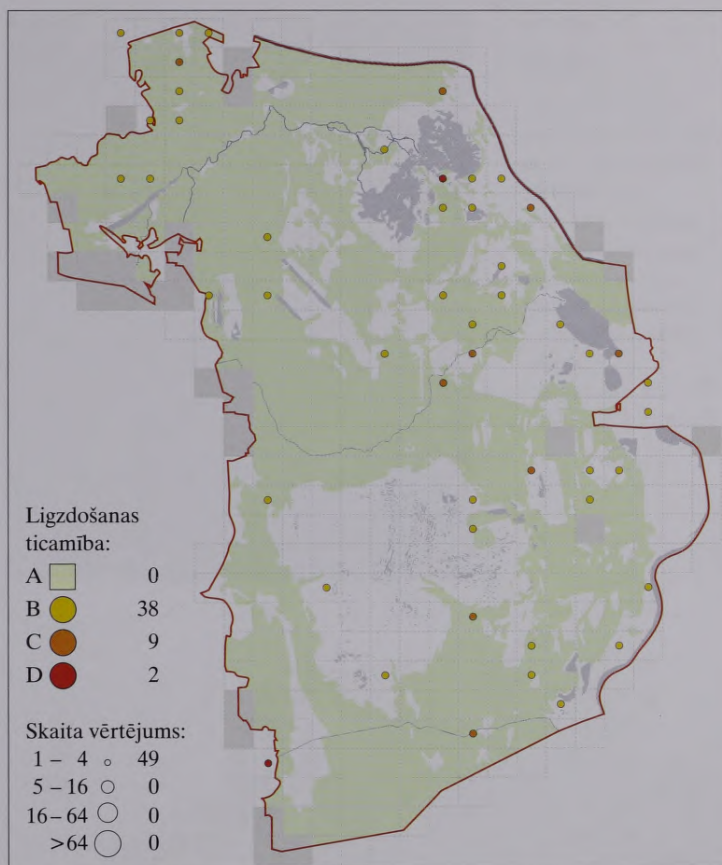 Ligzdošanas
ticamība:
A 0
B 38
C 9
D 2
Skaita vērtējums:
1 – 4 49
5 – 16 0
16 – 64 0
>64 0